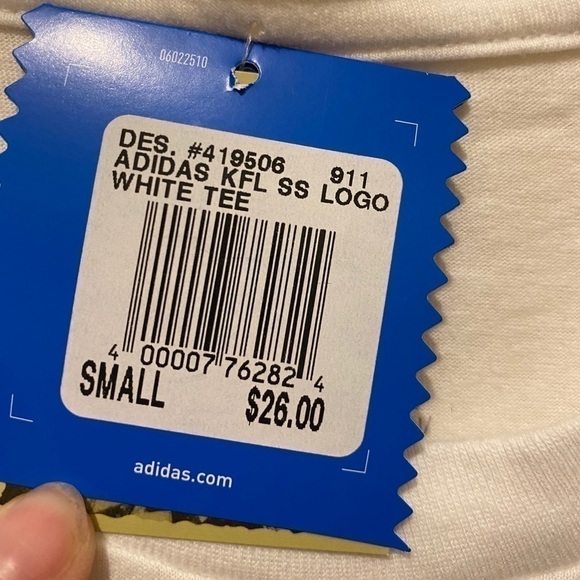 06022510
DES. #419506 911
ADIDAS KFL SS LOGO
WHITE TEE
4 00007 76282 4
SMALL $26.00
adidas.com